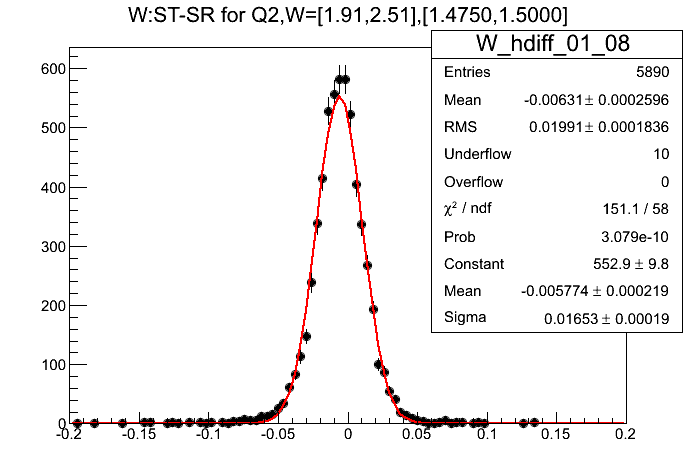 W:ST-SR for Q2,W=[1.91,2.51],[1.4750,1.5000]
W_hdiff_01_08
Entries 5890
Mean -0.00631± 0.0002596
RMS 0.01991± 0.0001836
Underflow 10
Overflow 0
χ² / ndf 151.1 / 58
Prob 3.079e-10
Constant 552.9 ± 9.8
Mean -0.005774 ± 0.000219
Sigma 0.01653 ± 0.00019
600
500
400
300
200
100
0
-0.2 -0.15 -0.1 -0.05 0 0.05 0.1 0.15 0.2